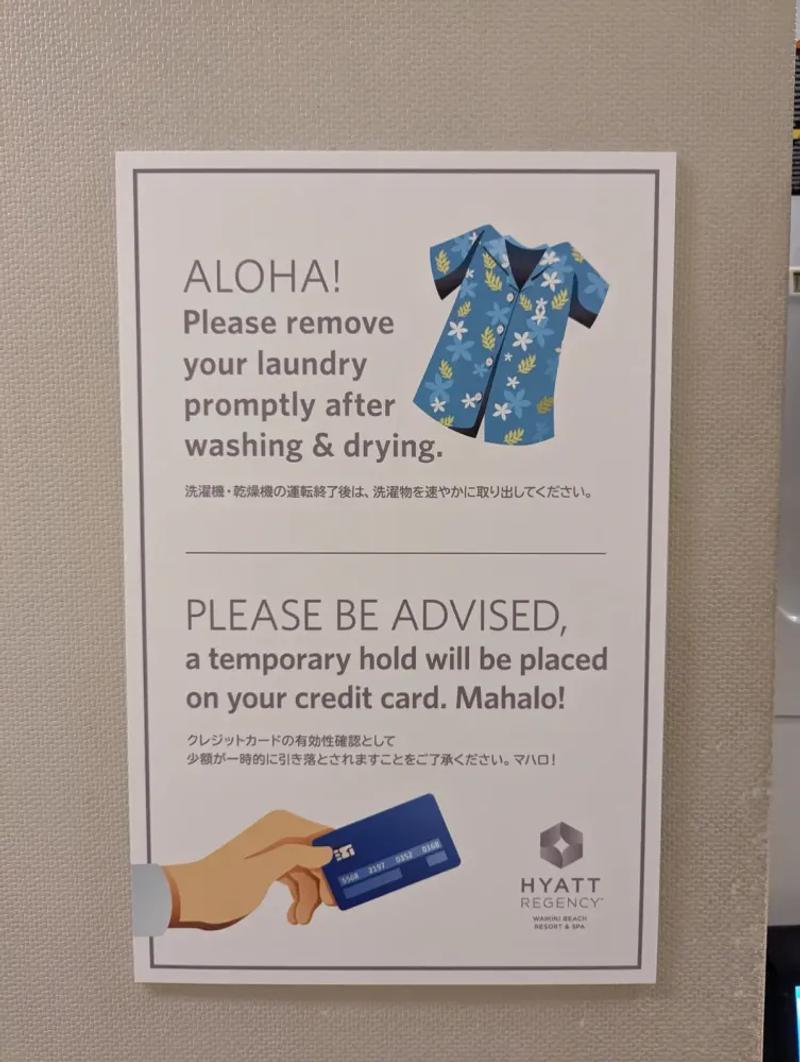 ALOHA!
Please remove
your laundry
promptly after
washing & drying.
洗濯機・乾燥機の運転終了後は、洗濯物を速やかに取り出してください。
PLEASE BE ADVISED,
a temporary hold will be placed
on your credit card. Mahalo!
クレジットカードの有効性確認として
少額が一時的に引き落とされますことをご了承ください。マハロ！
5568 2197 0352 0368
HYATT
REGENCY™
WAIKIKI BEACH
RESORT & SPA